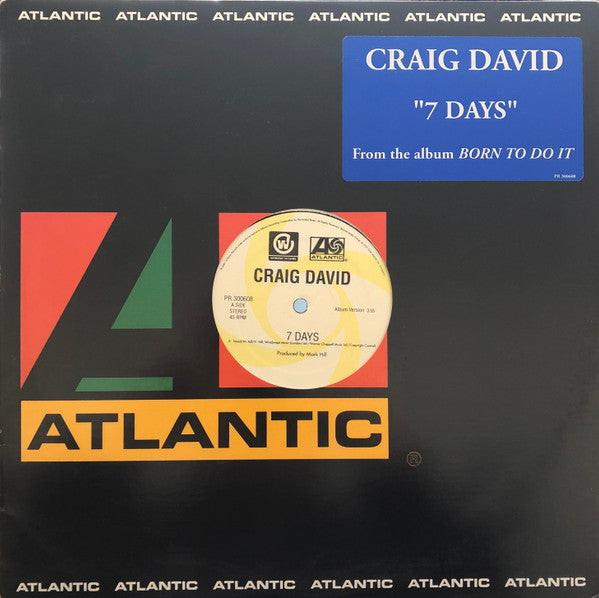 ATLANTIC ATLANTIC ATLANTIC ATLANTIC ATLANTIC ATLANTIC
CRAIG DAVID
"7 DAYS"
From the album BORN TO DO IT
PR 300608
ATLANTIC
CRAIG DAVID
PR 300608
A SIDE
STEREO
45 RPM
Album Version 3:55
7 DAYS
Produced by Mark Hill
ATLANTIC
®
ATLANTIC ATLANTIC ATLANTIC ATLANTIC ATLANTIC ATLANTIC